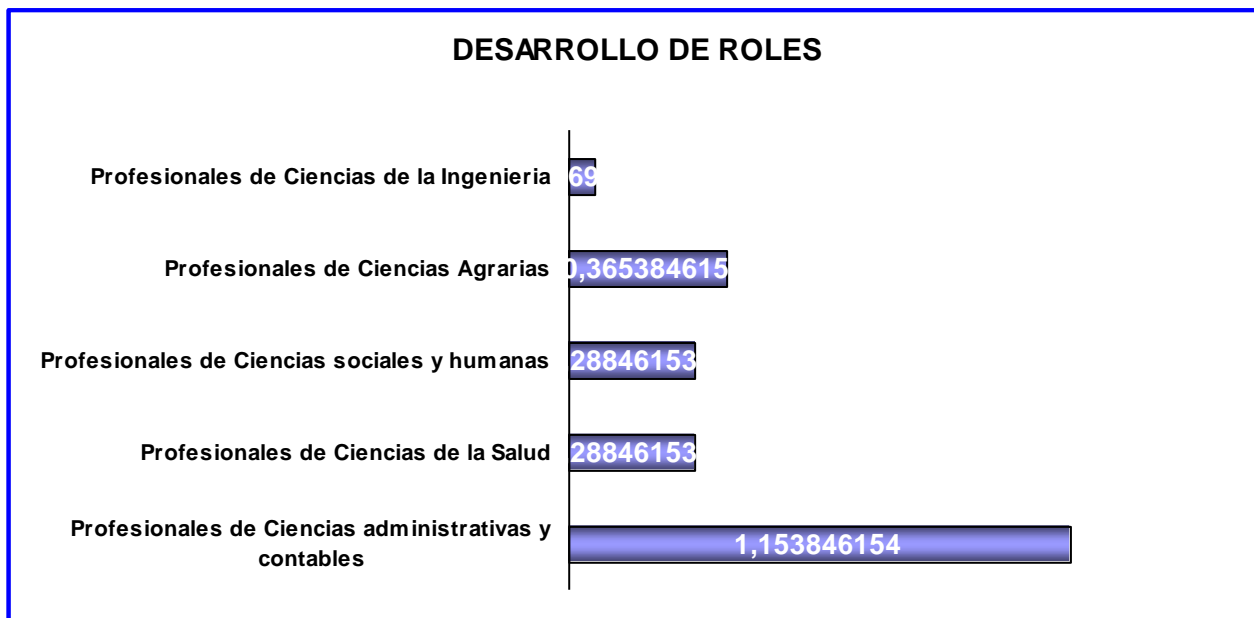 DESARROLLO DE ROLES
Profesionales de Ciencias de la Ingenieria
69
Profesionales de Ciencias Agrarias
0,365384615
Profesionales de Ciencias sociales y humanas
28846153
Profesionales de Ciencias de la Salud
28846153
Profesionales de Ciencias administrativas y
contables
1,153846154